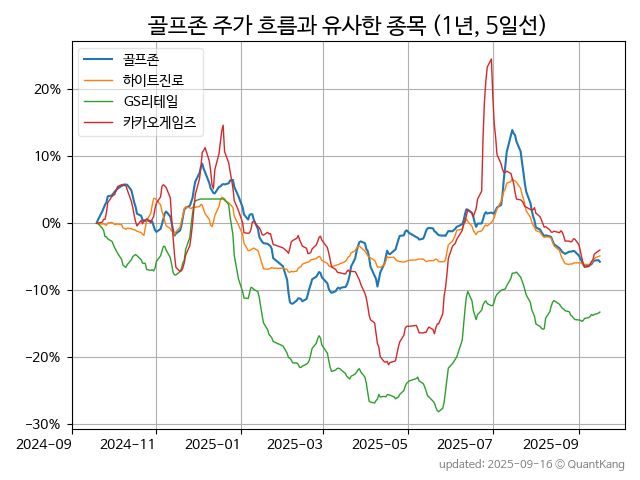 골프존 주가 흐름과 유사한 종목 (1년, 5일선)
골프존
하이트진로
GS리테일
카카오게임즈
20%
10%
0%
−10%
−20%
−30%
2024-09 2024-11 2025-01 2025-03 2025-05 2025-07 2025-09
updated: 2025-09-16 © QuantKang